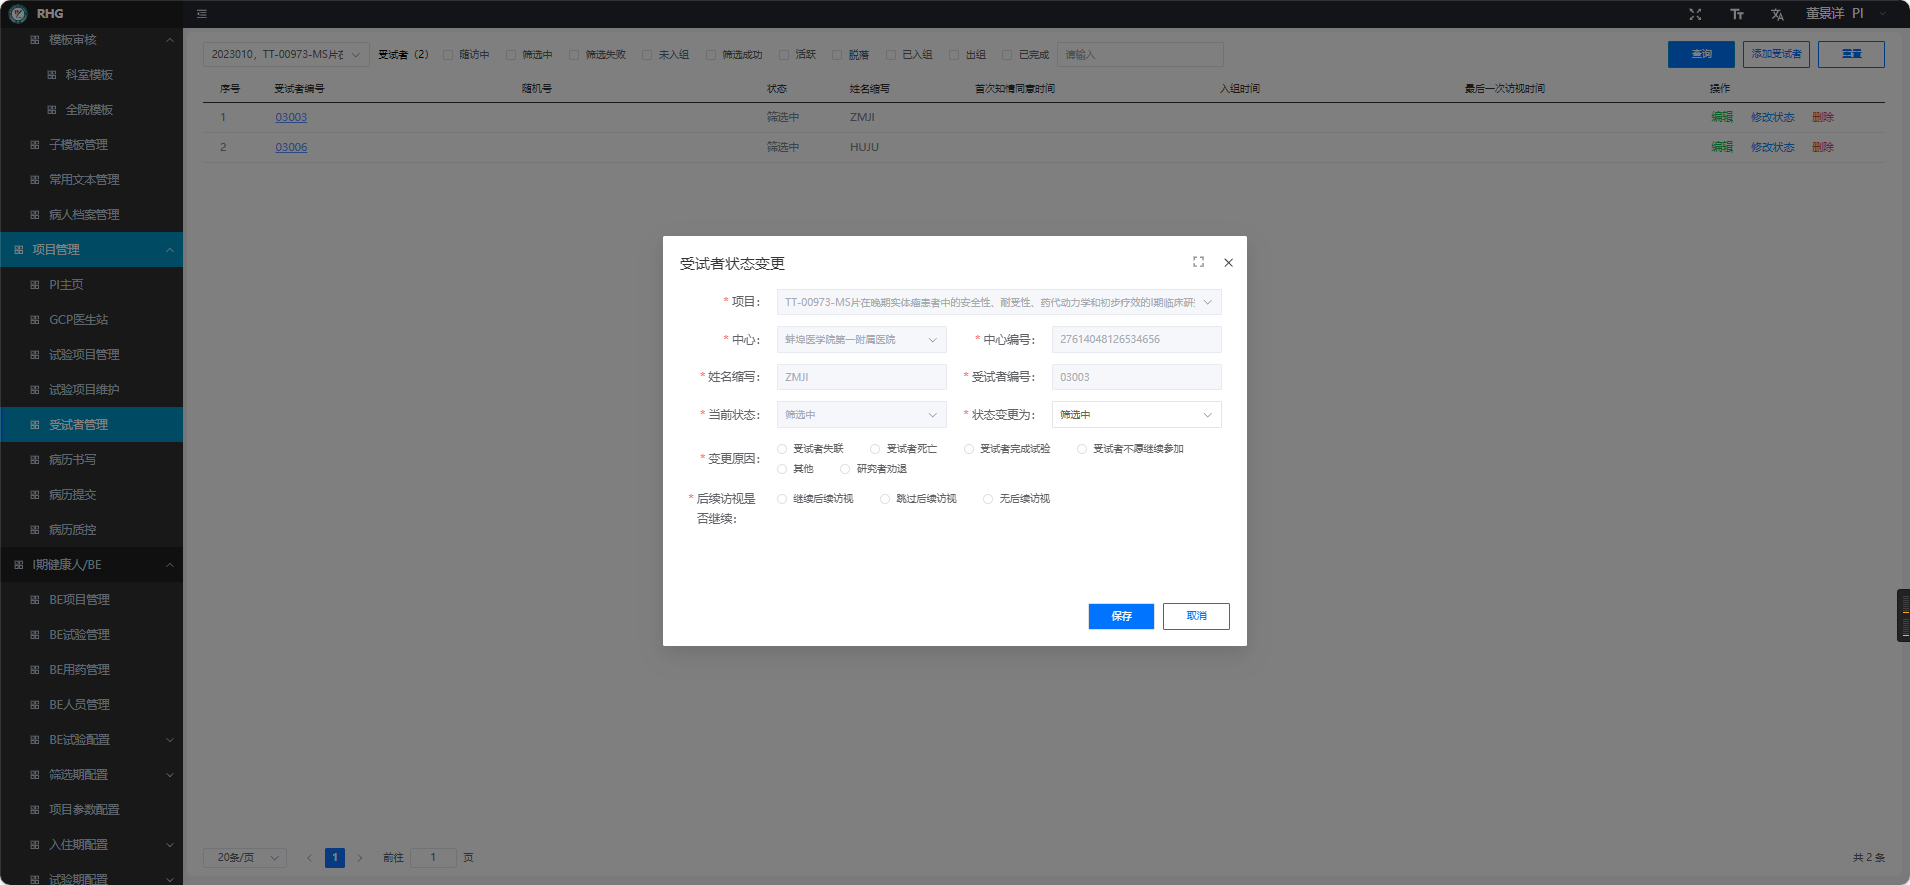 RHG
董景详 PI
模板审核
科室模板
全院模板
子模板管理
常用文本管理
病人档案管理
项目管理
PI主页
GCP医生站
试验项目管理
试验项目维护
受试者管理
病历书写
病历提交
病历质控
I期健康人/BE
BE项目管理
BE试验管理
BE用药管理
BE人员管理
BE试验配置
筛选期配置
项目参数配置
入住期配置
试验期配置
2023010，TT-00973-MS片在 受试者（2） 随访中 筛选中 筛选失败 未入组 筛选成功 活跃 脱落 已入组 出组 已完成 请输入 查询 添加受试者 重置
序号 受试者编号 随机号 状态 姓名缩写 首次知情同意时间 入组时间 最后一次访视时间 操作
1 03003 筛选中 ZMJI 编辑 修改状态 删除
2 03006 筛选中 HUJU 编辑 修改状态 删除
受试者状态变更
* 项目： TT-00973-MS片在晚期实体瘤患者中的安全性、耐受性、药代动力学和初步疗效的I期临床研
* 中心： 蚌埠医学院第一附属医院 * 中心编号： 27614048126534656
* 姓名缩写： ZMJI * 受试者编号： 03003
* 当前状态： 筛选中 * 状态变更为： 筛选中
* 变更原因： 受试者失联 受试者死亡 受试者完成试验 受试者不愿继续参加
其他 研究者劝退
* 后续访视是 继续后续访视 跳过后续访视 无后续访视
否继续：
保存 取消
20条/页 1 前往 1 页 共 2 条